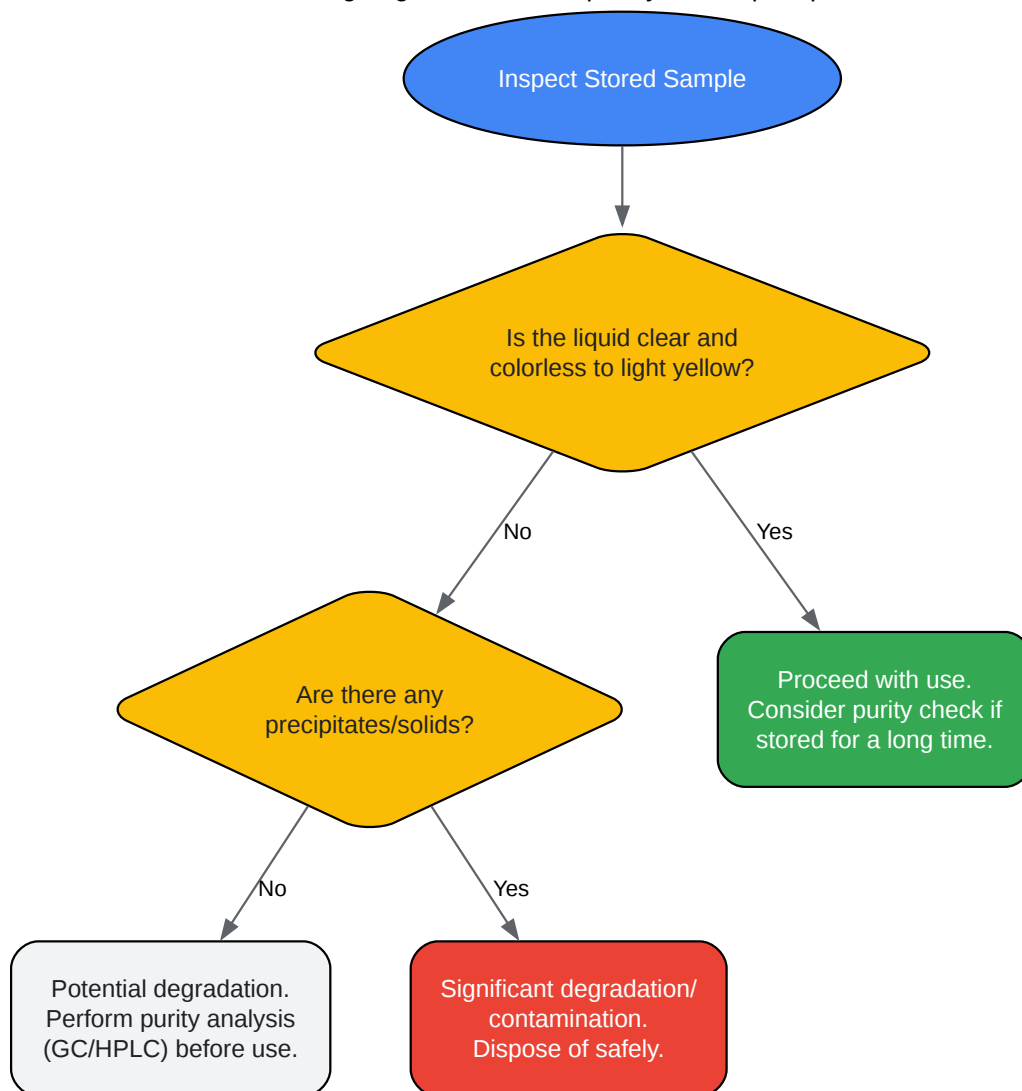 Inspect Stored Sample
Is the liquid clear and
colorless to light yellow?
No
Yes
Are there any
precipitates/solids?
Proceed with use.
Consider purity check if
stored for a long time.
No
Yes
Potential degradation.
Perform purity analysis
(GC/HPLC) before use.
Significant degradation/
contamination.
Dispose of safely.